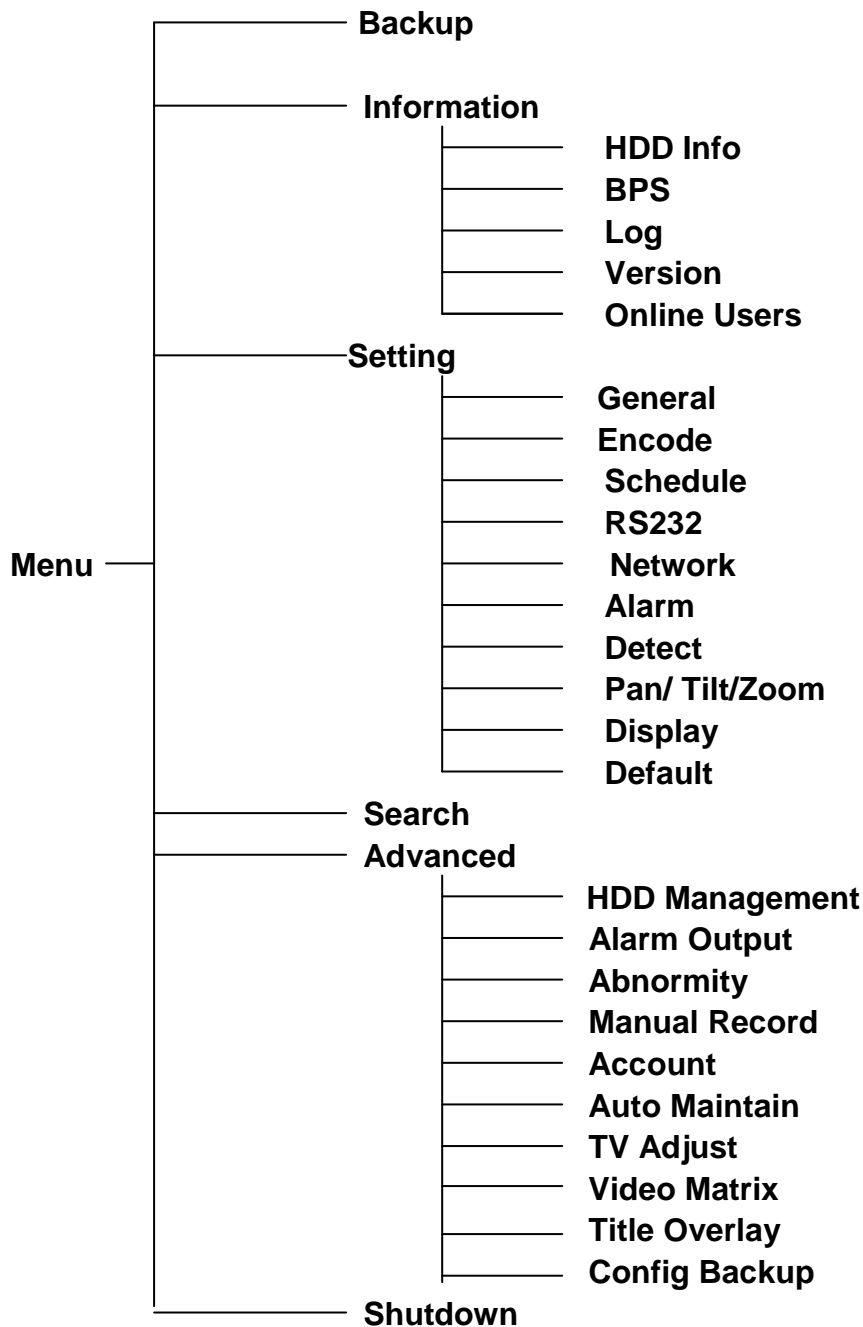 Backup
Information
HDD Info
BPS
Log
Version
Online Users
Setting
General
Encode
Schedule
RS232
Menu
Network
Alarm
Detect
Pan/ Tilt/Zoom
Display
Default
Search
Advanced
HDD Management
Alarm Output
Abnormity
Manual Record
Account
Auto Maintain
TV Adjust
Video Matrix
Title Overlay
Config Backup
Shutdown